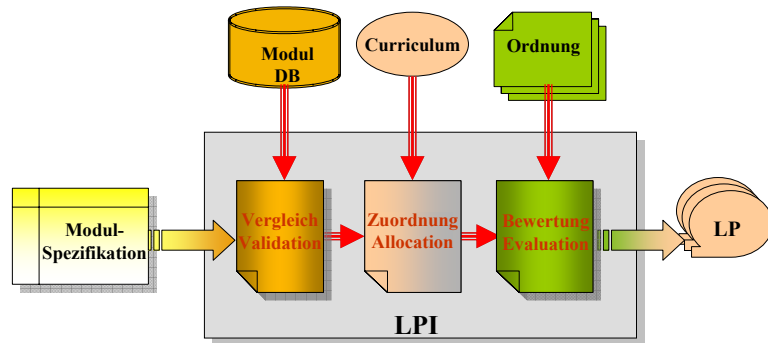 Modul
DB
Curriculum
Ordnung
Modul-
Spezifikation
Vergleich
Validation
Zuordnung
Allocation
Bewertung
Evaluation
LP
LPI